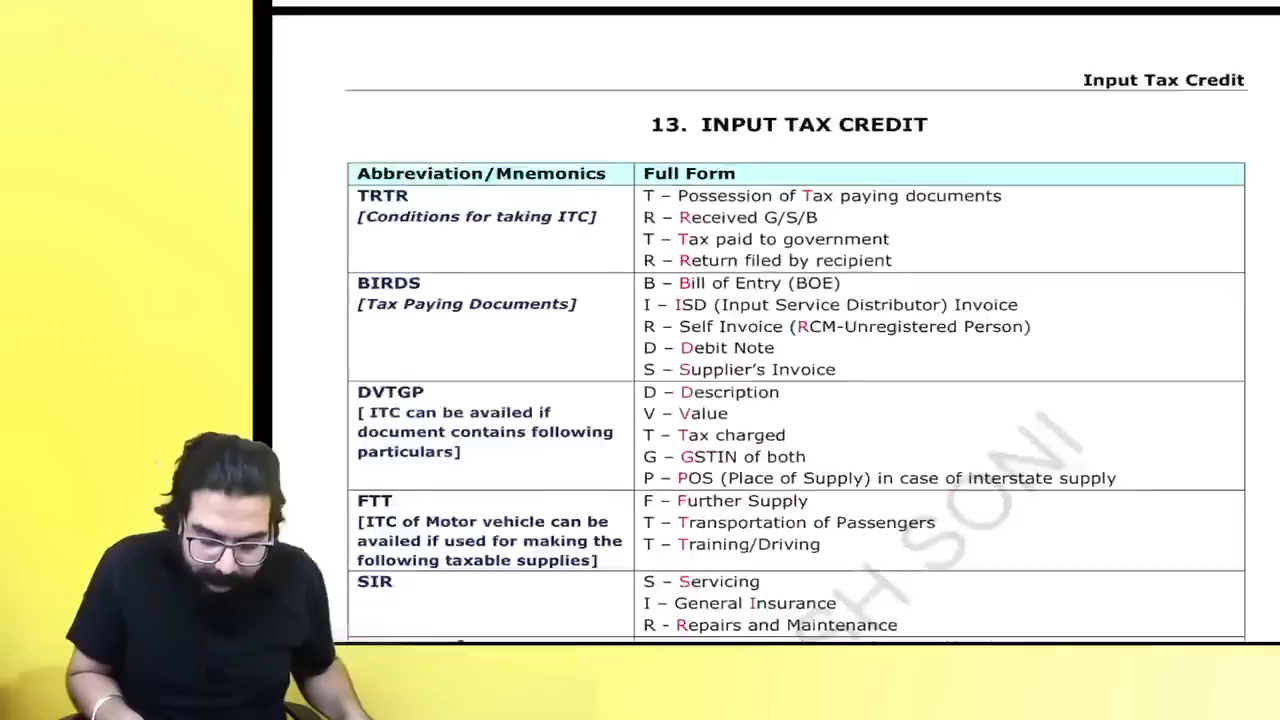 Input Tax Credit
13. INPUT TAX CREDIT
Abbreviation/Mnemonics Full Form
TRTR
[Conditions for taking ITC]
T – Possession of Tax paying documents
R – Received G/S/B
T – Tax paid to government
R – Return filed by recipient
BIRDS
[Tax Paying Documents]
B – Bill of Entry (BOE)
I – ISD (Input Service Distributor) Invoice
R – Self Invoice (RCM-Unregistered Person)
D – Debit Note
S – Supplier’s Invoice
DVTGP
[ ITC can be availed if
document contains following
particulars]
D – Description
V – Value
T – Tax charged
G – GSTIN of both
P – POS (Place of Supply) in case of interstate supply
FTT
[ITC of Motor vehicle can be
availed if used for making the
following taxable supplies]
F – Further Supply
T – Transportation of Passengers
T – Training/Driving
SIR
S – Servicing
I – General Insurance
R - Repairs and Maintenance
SH SONI